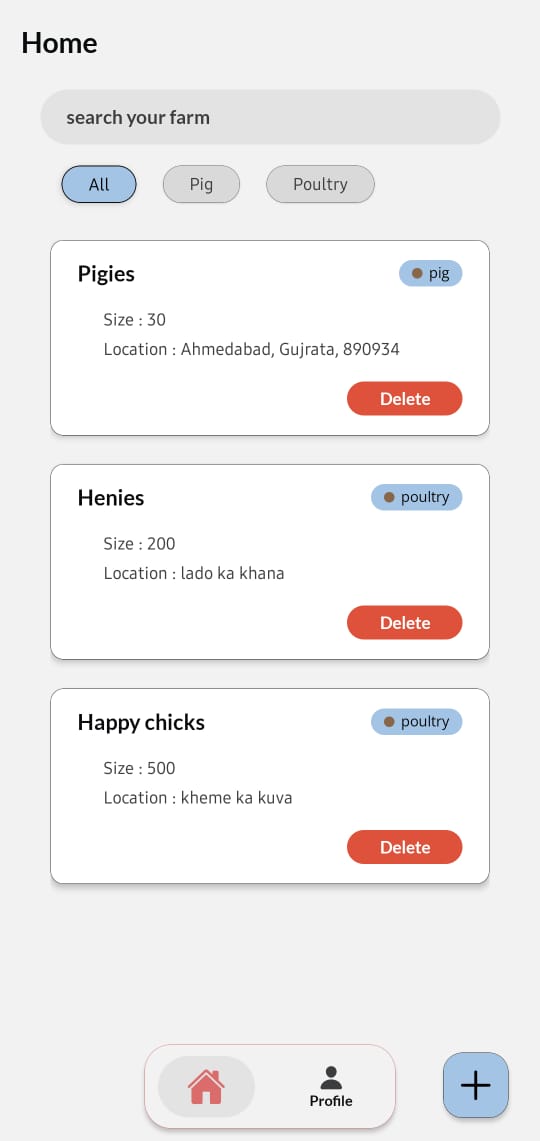 Home
search your farm
All Pig Poultry
Pigies pig
Size : 30
Location : Ahmedabad, Gujrata, 890934
Delete
Henies poultry
Size : 200
Location : lado ka khana
Delete
Happy chicks poultry
Size : 500
Location : kheme ka kuva
Delete
Profile